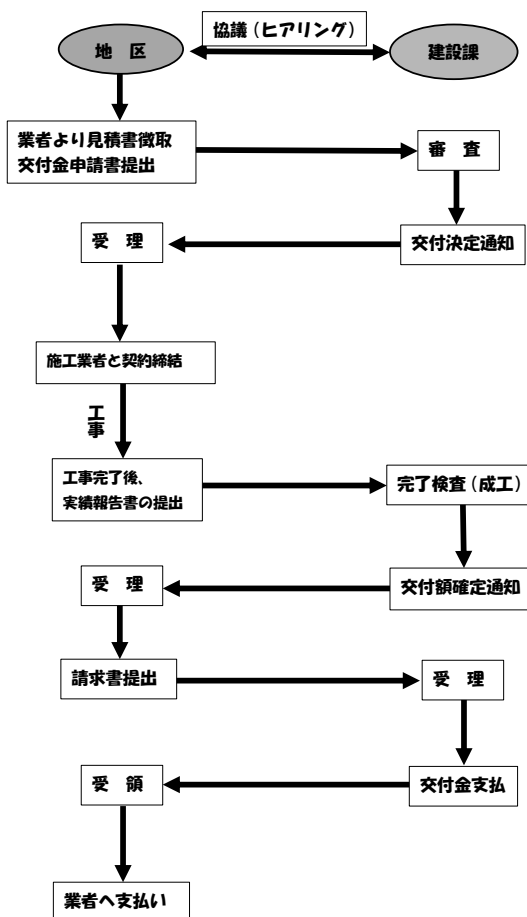 協議（ヒアリング）
地　区
建設課
業者より見積書徴取
交付金申請書提出
審　査
受　理
交付決定通知
施工業者と契約締結
工事
工事完了後、
実績報告書の提出
完了検査（成工）
受　理
交付額確定通知
請求書提出
受　理
受　領
交付金支払
業者へ支払い